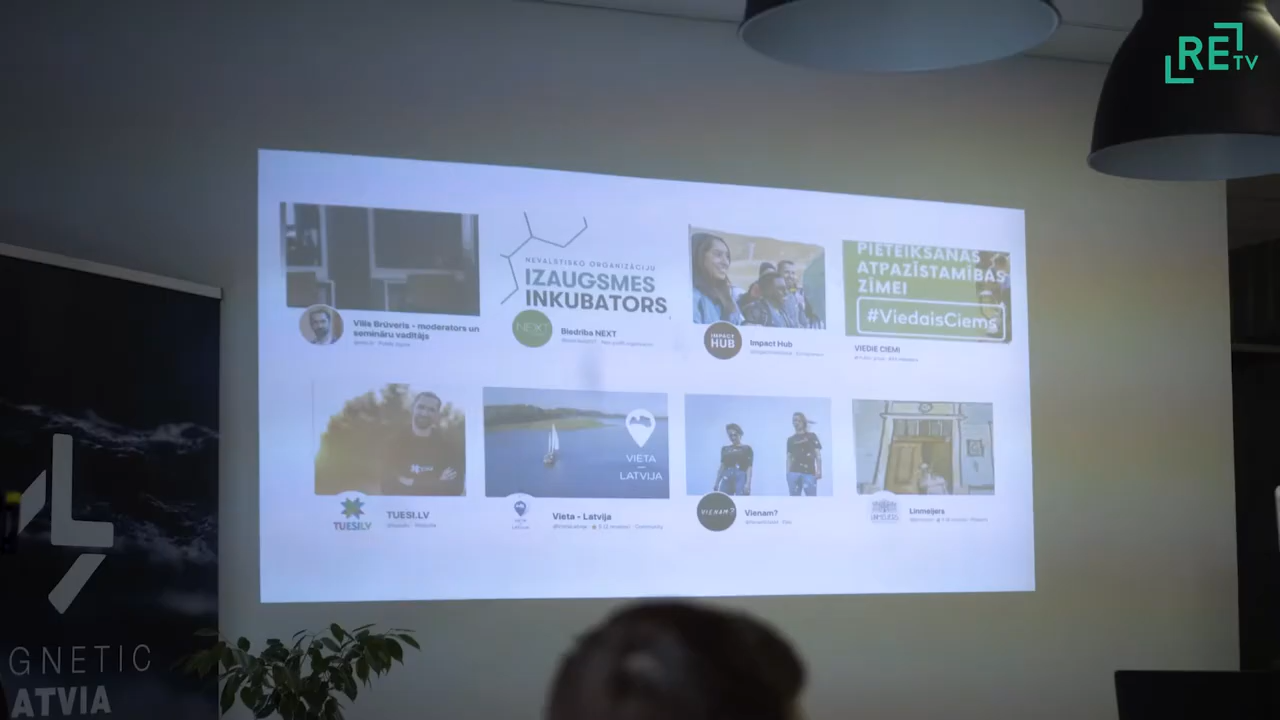 RE TV
Vilis Brūveris - moderators un
semināru vadītājs
NEVALSTISKO ORGANIZĀCIJU
IZAUGSMES
INKUBATORS
NEXT
Biedrība NEXT
IMPACT
HUB
Impact Hub
PIETEIKŠANĀS
ATPAZĪSTAMĪBAS
ZĪMEI
#ViedaisCiems
VIEDIE CIEMI
TUESI.LV
TUESI.LV
VIETA
LATVIJA
Vieta - Latvija
VIENAM?
Vienam?
Linmeijers
GNETIC
ATVIA